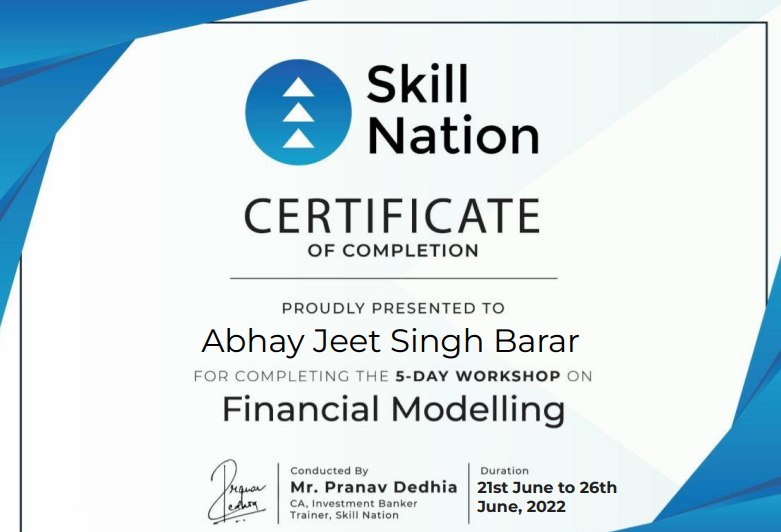 Skill
Nation
CERTIFICATE
OF COMPLETION
PROUDLY PRESENTED TO
Abhay Jeet Singh Barar
FOR COMPLETING THE 5-DAY WORKSHOP ON
Financial Modelling
Pranav
Dedhia
Conducted By
Mr. Pranav Dedhia
CA, Investment Banker
Trainer, Skill Nation
Duration
21st June to 26th
June, 2022